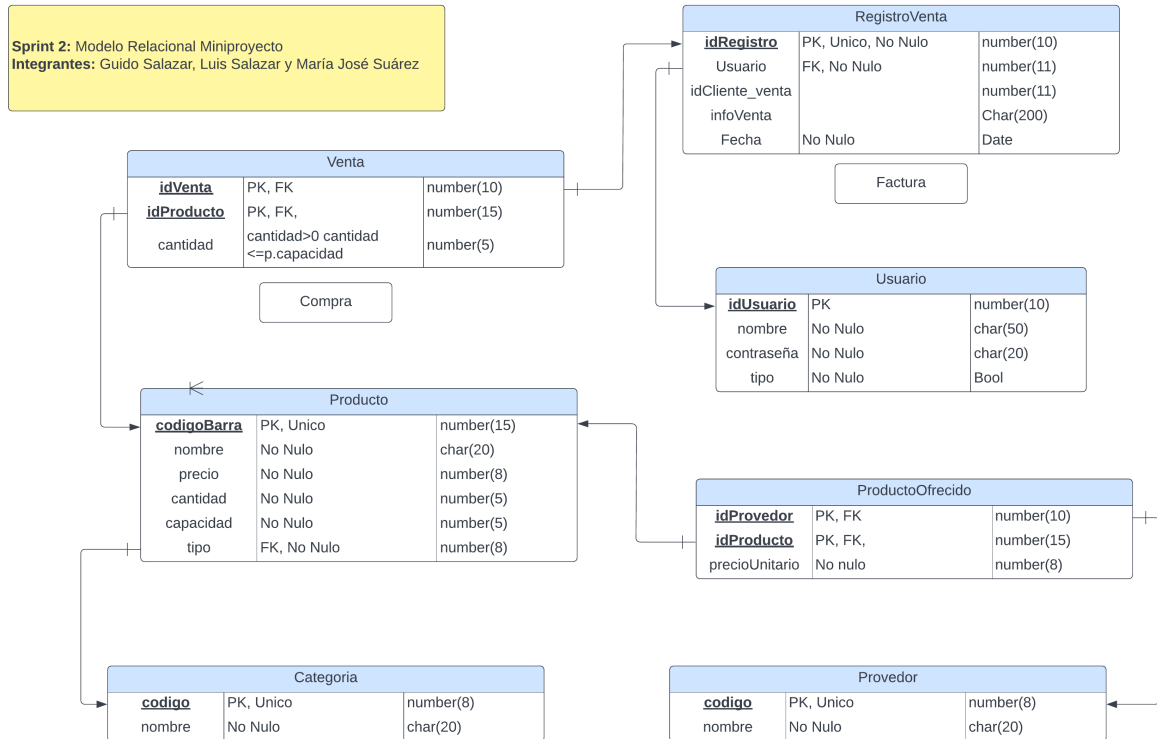 Sprint 2: Modelo Relacional Miniproyecto
Integrantes: Guido Salazar, Luis Salazar y María José Suárez
RegistroVenta
idRegistro PK, Unico, No Nulo number(10)
Usuario FK, No Nulo number(11)
idCliente_venta number(11)
infoVenta Char(200)
Fecha No Nulo Date
Factura
Venta
idVenta PK, FK number(10)
idProducto PK, FK, number(15)
cantidad cantidad>0 cantidad
<=p.capacidad number(5)
Compra
Usuario
idUsuario PK number(10)
nombre No Nulo char(50)
contraseña No Nulo char(20)
tipo No Nulo Bool
Producto
codigoBarra PK, Unico number(15)
nombre No Nulo char(20)
precio No Nulo number(8)
cantidad No Nulo number(5)
capacidad No Nulo number(5)
tipo FK, No Nulo number(8)
ProductoOfrecido
idProvedor PK, FK number(10)
idProducto PK, FK, number(15)
precioUnitario No nulo number(8)
Categoria
codigo PK, Unico number(8)
nombre No Nulo char(20)
Provedor
codigo PK, Unico number(8)
nombre No Nulo char(20)